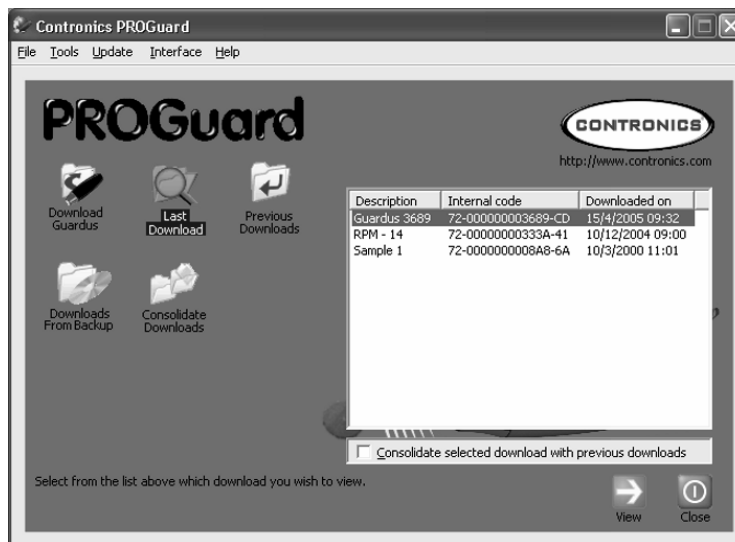 Contronics PROGuard
File Tools Update Interface Help
PROGuard
CONTRONICS
http://www.contronics.com
Download
Guardus
Last
Download
Previous
Downloads
Downloads
From Backup
Consolidate
Downloads
Description Internal code Downloaded on
Guardus 3689 72-000000003689-CD 15/4/2005 09:32
RPM - 14 72-00000000333A-41 10/12/2004 09:00
Sample 1 72-0000000008A8-6A 10/3/2000 11:01
Consolidate selected download with previous downloads
Select from the list above which download you wish to view.
View
Close